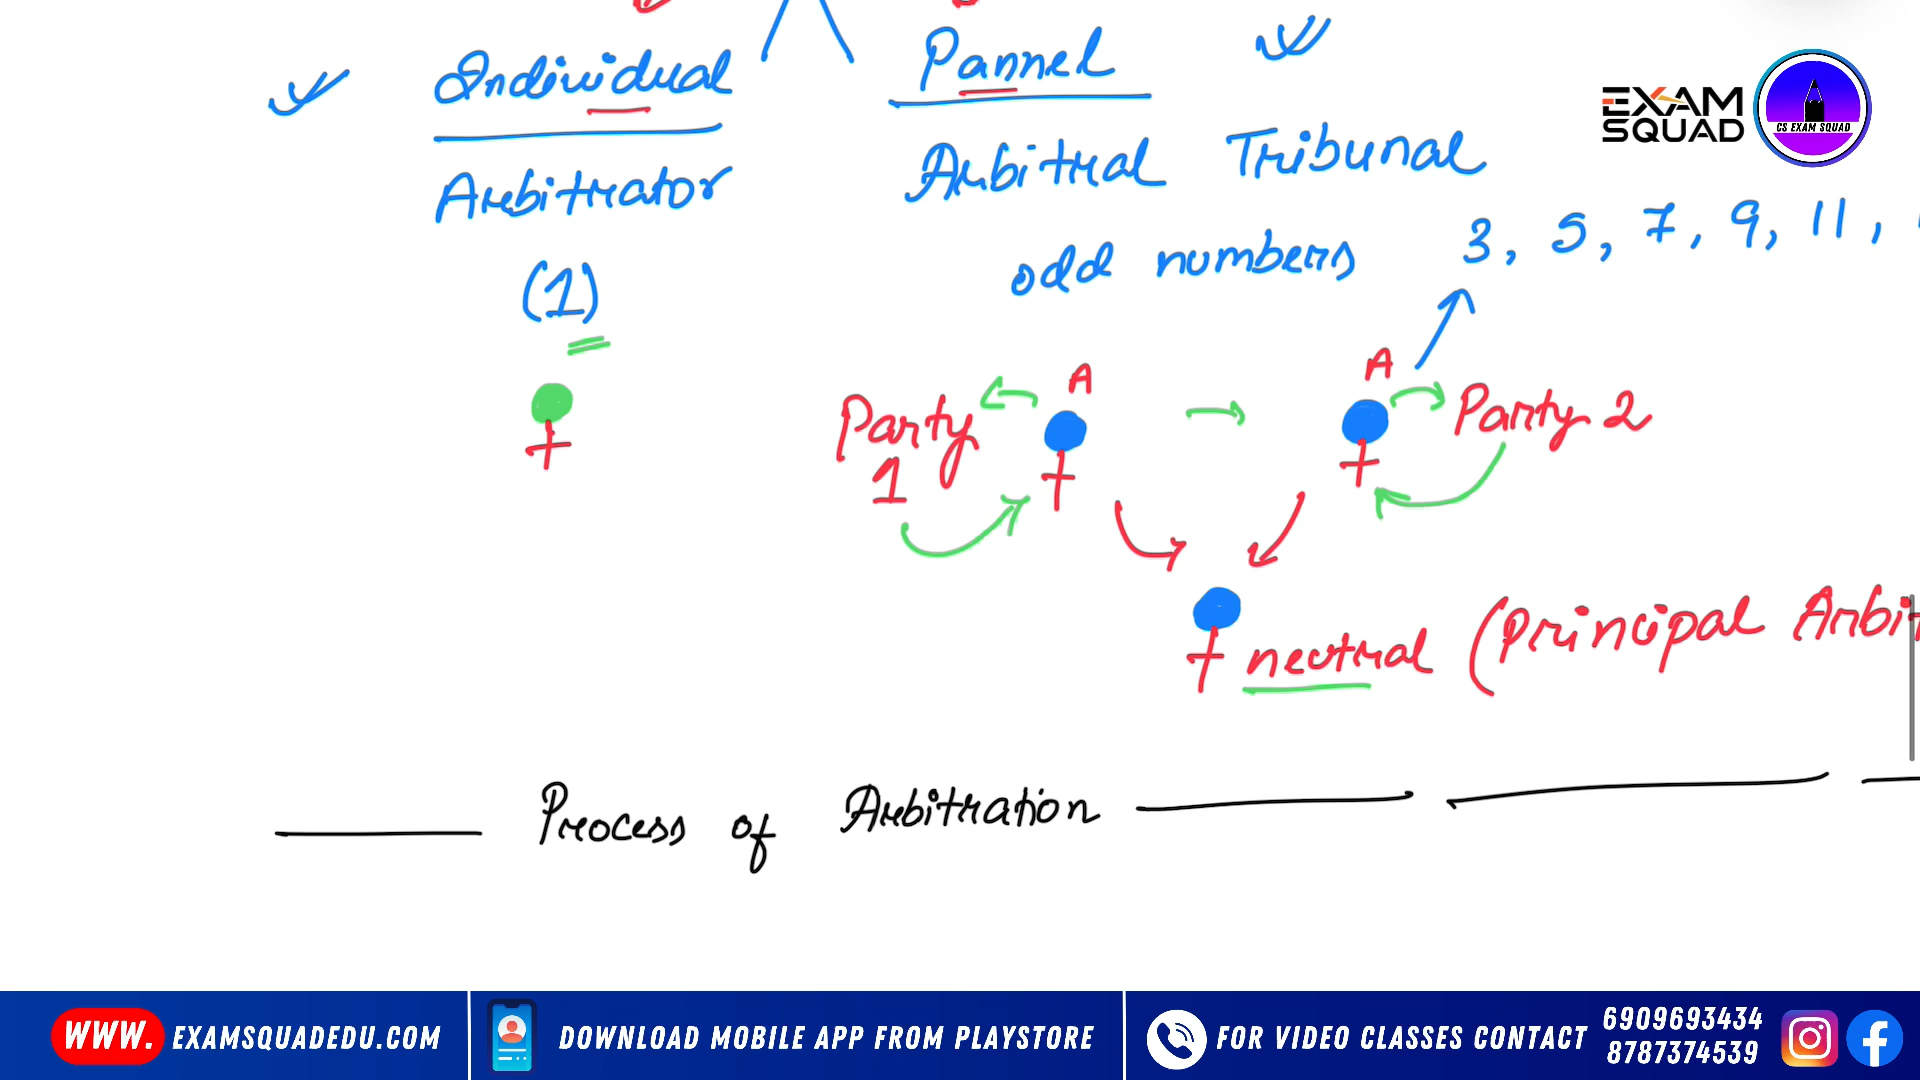 Individual
Pannel
Arbitrator
Arbitral Tribunal
(1)
odd numbers 3, 5, 7, 9, 11,
A
A
Party
1
Party 2
neutral (Principal Arbit
Process of Arbitration
EXAM
SQUAD
CS EXAM SQUAD
WWW. EXAMSQUADEDU.COM
DOWNLOAD MOBILE APP FROM PLAYSTORE
FOR VIDEO CLASSES CONTACT
6909693434
8787374539